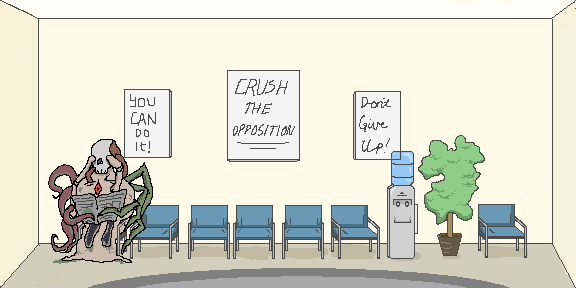 YOU
CAN
DO
It!
CRUSH
THE
OPPOSITION
Don't
Give
Up!